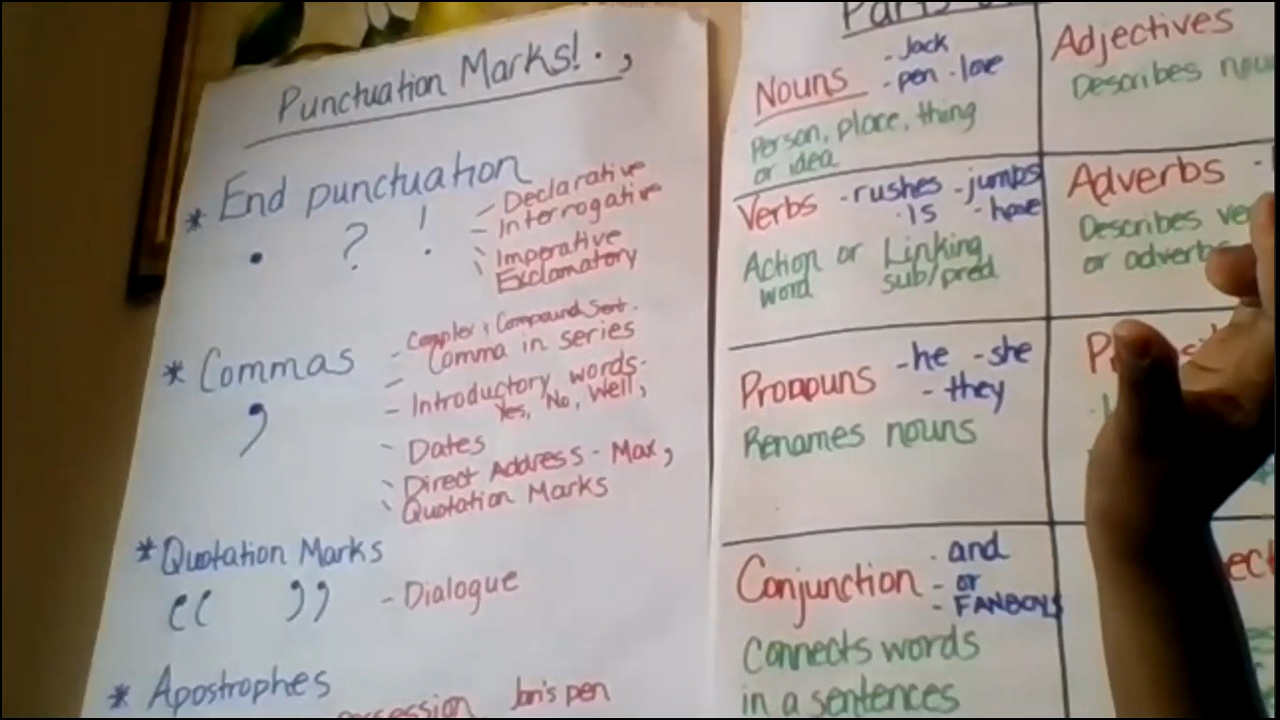 Punctuation Marks! . ,
* End punctuation
. ? !
- Declarative
- Interrogative
- Imperative
- Exclamatory
* Commas
,
- Complex & Compound Sent.
- Comma in series
- Introductory words-
Yes, No, Well,
- Dates
- Direct Address - Max,
- Quotation Marks
* Quotation Marks
“ ”
- Dialogue
* Apostrophes
Jon's pen
Nouns
- Jack
- pen - love
Person, place, thing
or idea
Adjectives
Describes
Verbs - rushes - jumps
- is - have
Action or Linking
word sub/pred
Adverbs -
Describes
or adverbs
Pronouns - he - she
- they
Renames nouns
Conjunction
- and
- or
- FANBOYS
Connects words
in a sentences